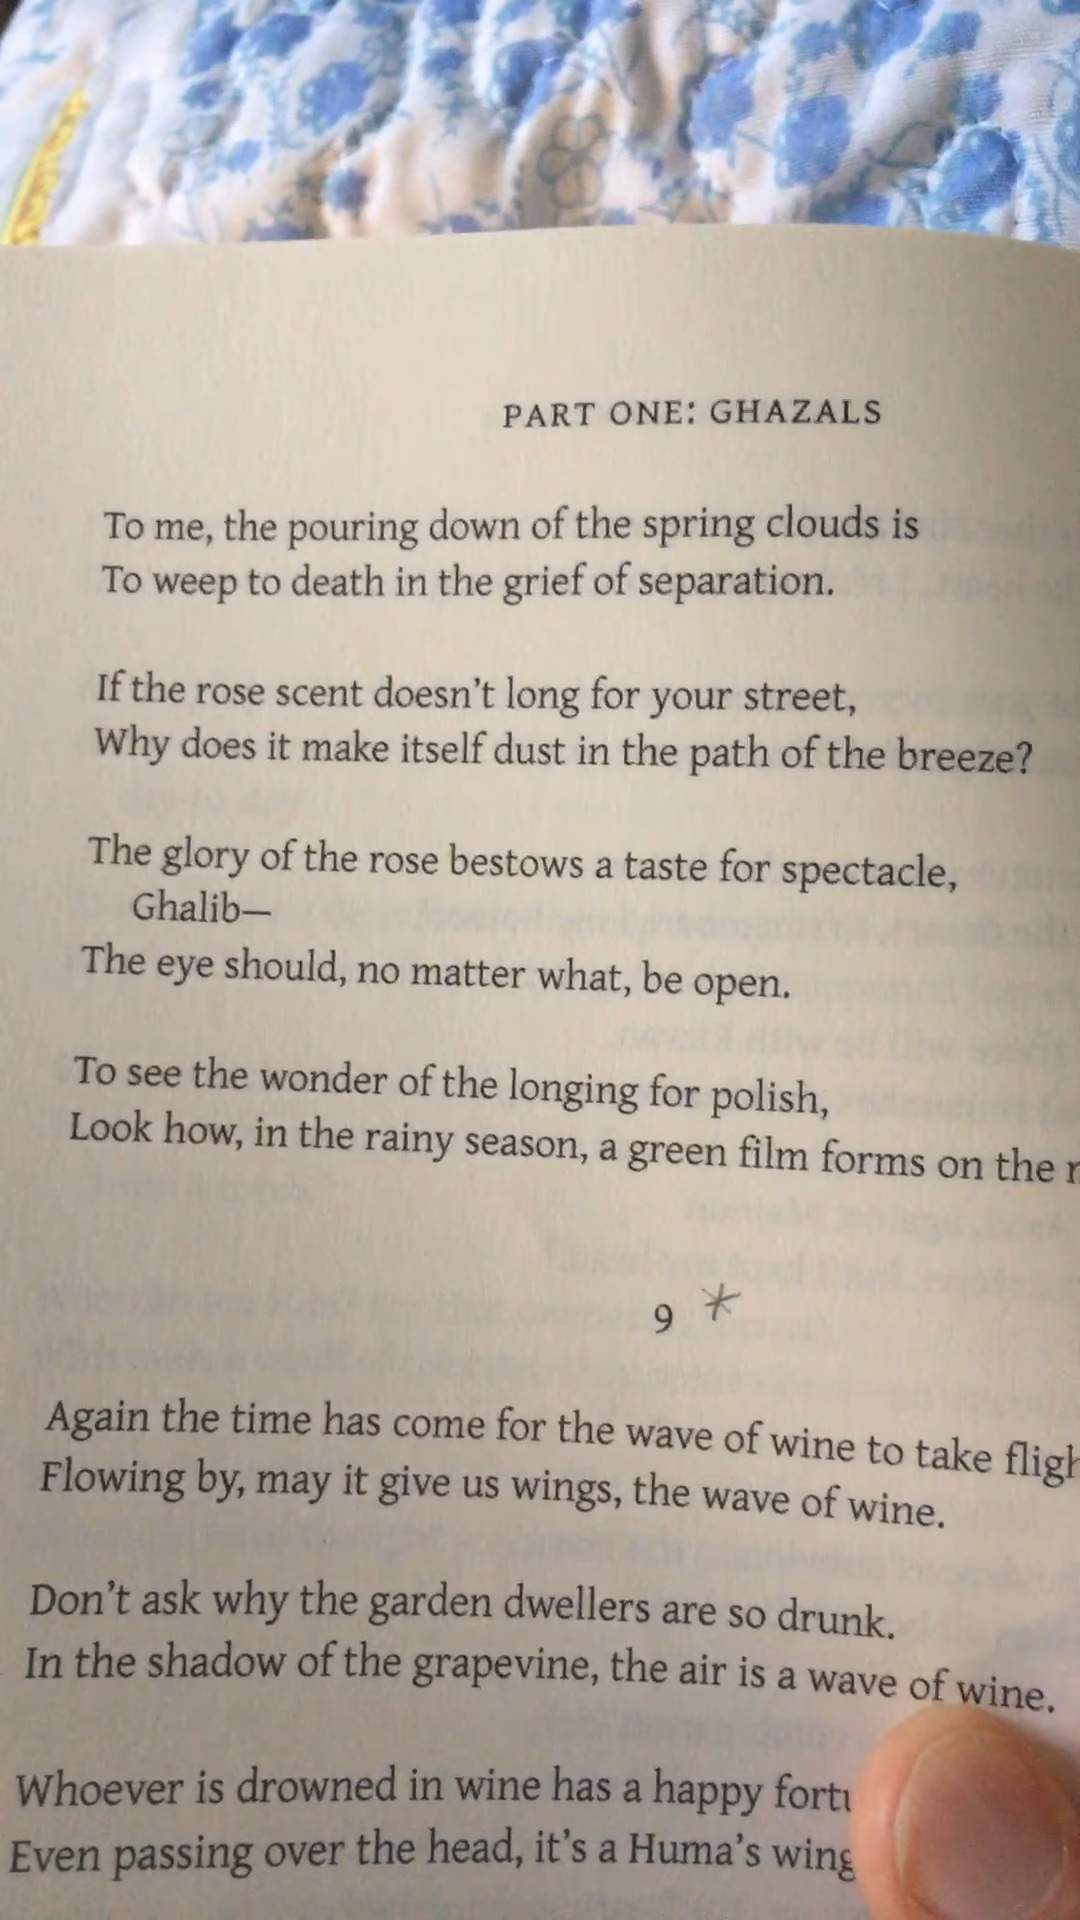 PART ONE: GHAZALS
To me, the pouring down of the spring clouds is
To weep to death in the grief of separation.
If the rose scent doesn't long for your street,
Why does it make itself dust in the path of the breeze?
The glory of the rose bestows a taste for spectacle,
Ghalib—
The eye should, no matter what, be open.
To see the wonder of the longing for polish,
Look how, in the rainy season, a green film forms on the
9 *
Again the time has come for the wave of wine to take
Flowing by, may it give us wings, the wave of wine.
Don't ask why the garden dwellers are so drunk.
In the shadow of the grapevine, the air is a wave of wine.
Whoever is drowned in wine has a happy
Even passing over the head, it's a Huma's